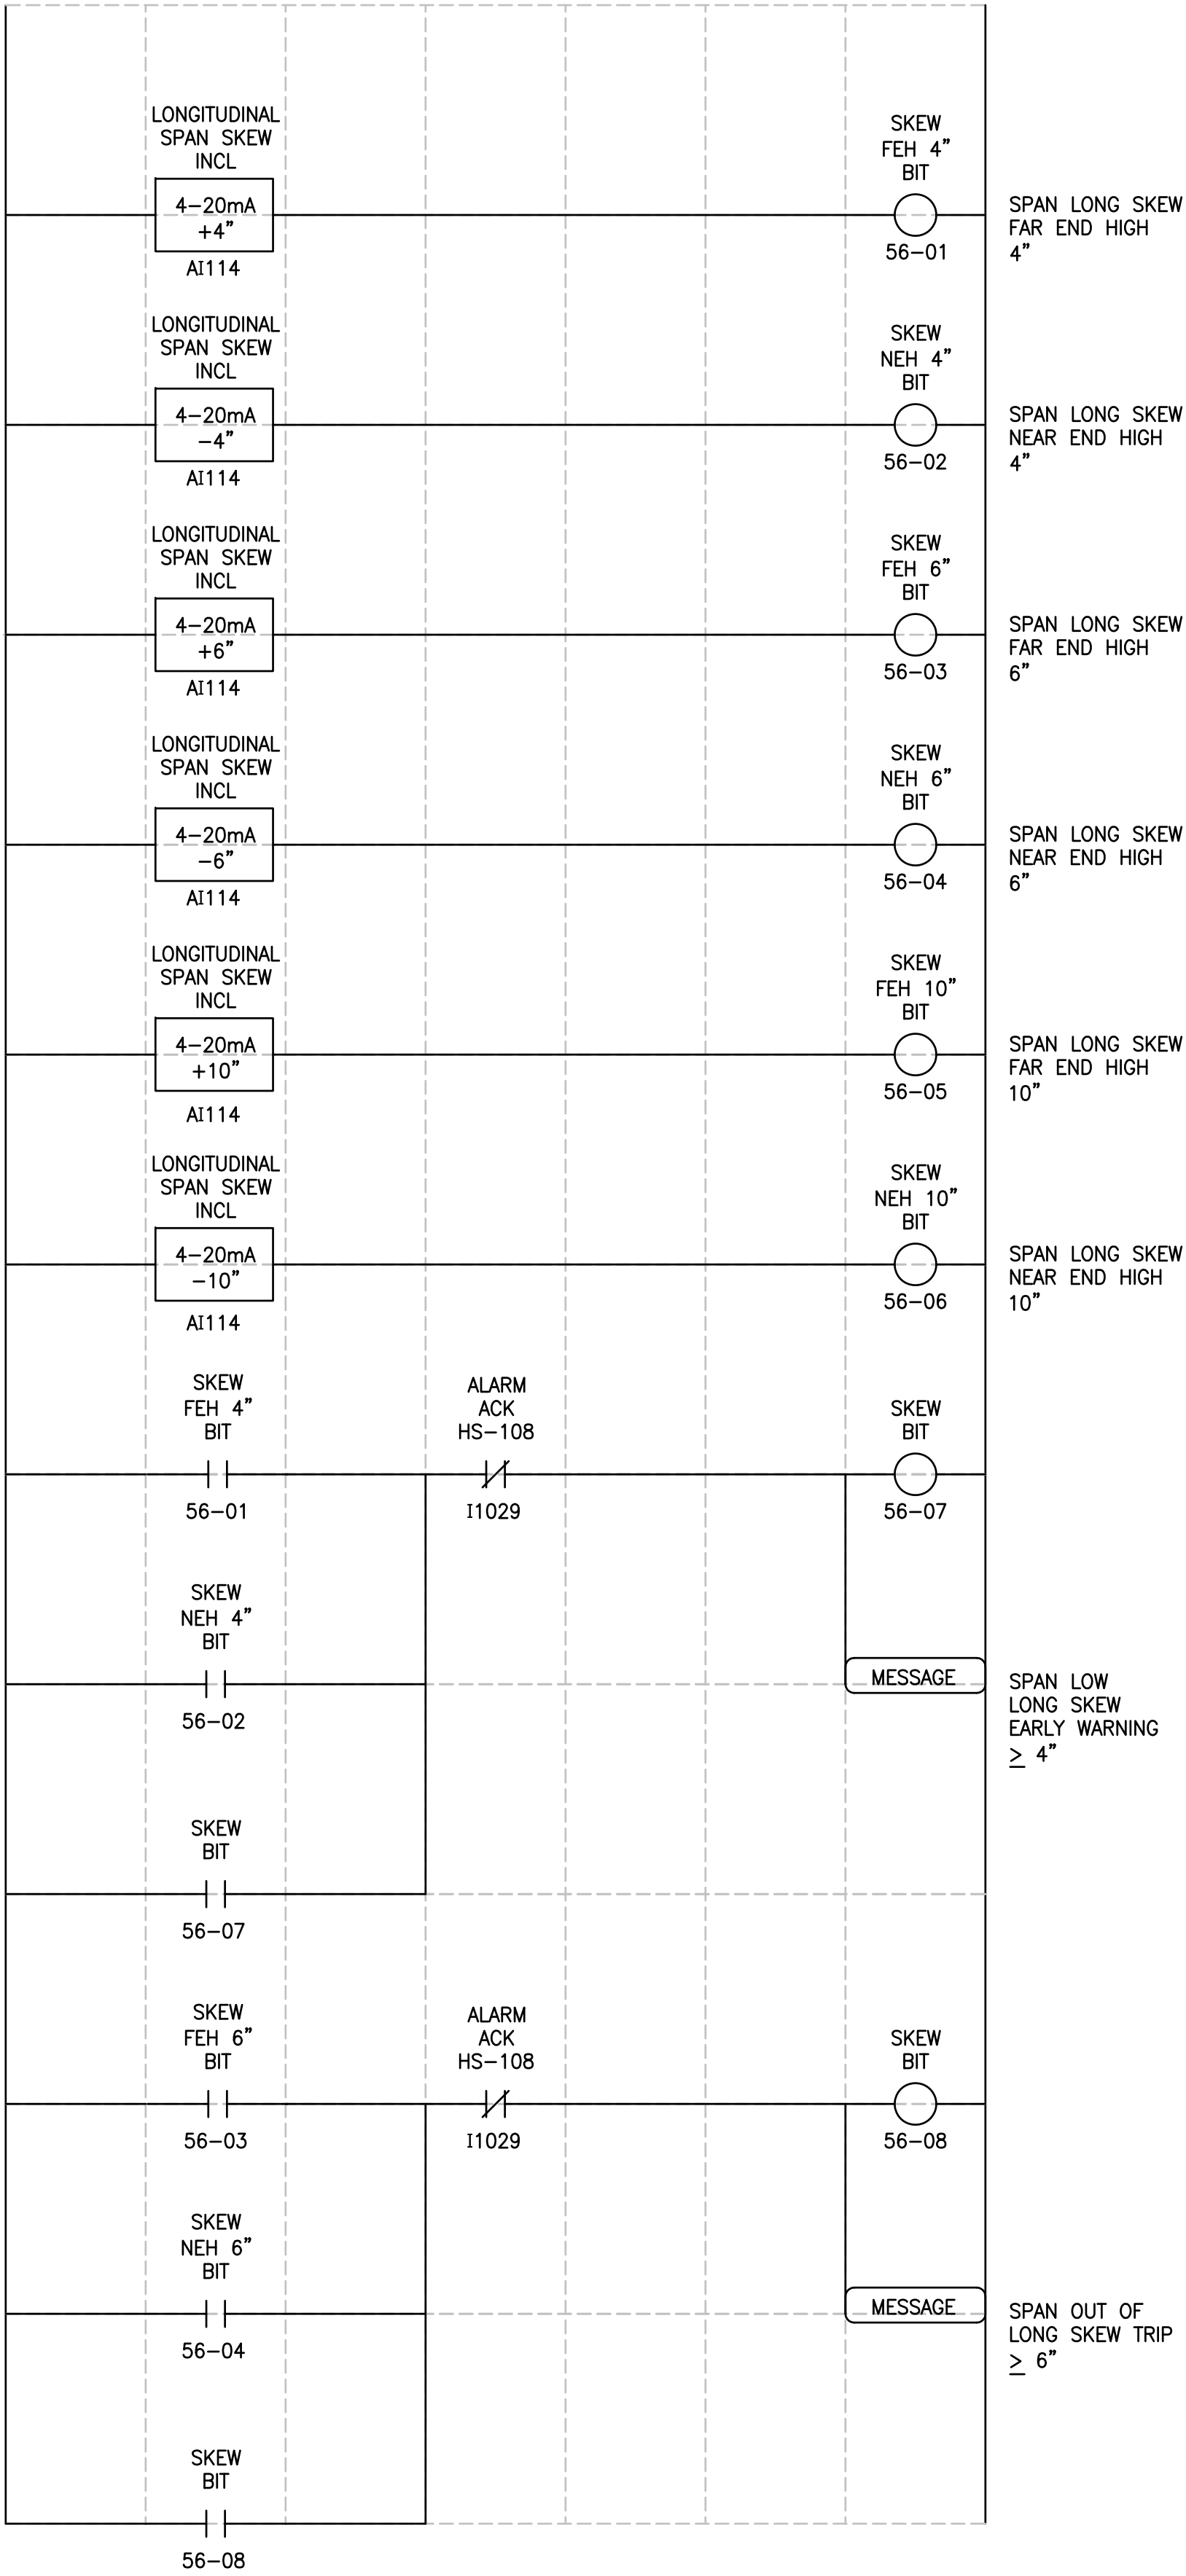 LONGITUDINAL
SPAN SKEW
INCL
4-20mA
+4”
AI114
SKEW
FEH 4”
BIT
56-01
SPAN LONG SKEW
FAR END HIGH
4”
LONGITUDINAL
SPAN SKEW
INCL
4-20mA
-4”
AI114
SKEW
NEH 4”
BIT
56-02
SPAN LONG SKEW
NEAR END HIGH
4”
LONGITUDINAL
SPAN SKEW
INCL
4-20mA
+6”
AI114
SKEW
FEH 6”
BIT
56-03
SPAN LONG SKEW
FAR END HIGH
6”
LONGITUDINAL
SPAN SKEW
INCL
4-20mA
-6”
AI114
SKEW
NEH 6”
BIT
56-04
SPAN LONG SKEW
NEAR END HIGH
6”
LONGITUDINAL
SPAN SKEW
INCL
4-20mA
+10”
AI114
SKEW
FEH 10”
BIT
56-05
SPAN LONG SKEW
FAR END HIGH
10”
LONGITUDINAL
SPAN SKEW
INCL
4-20mA
-10”
AI114
SKEW
NEH 10”
BIT
56-06
SPAN LONG SKEW
NEAR END HIGH
10”
SKEW
FEH 4”
BIT
56-01
ALARM
ACK
HS-108
I1029
SKEW
BIT
56-07
SKEW
NEH 4”
BIT
56-02
MESSAGE
SPAN LOW
LONG SKEW
EARLY WARNING
≥ 4”
SKEW
BIT
56-07
SKEW
FEH 6”
BIT
56-03
ALARM
ACK
HS-108
I1029
SKEW
BIT
56-08
SKEW
NEH 6”
BIT
56-04
MESSAGE
SPAN OUT OF
LONG SKEW TRIP
≥ 6”
SKEW
BIT
56-08